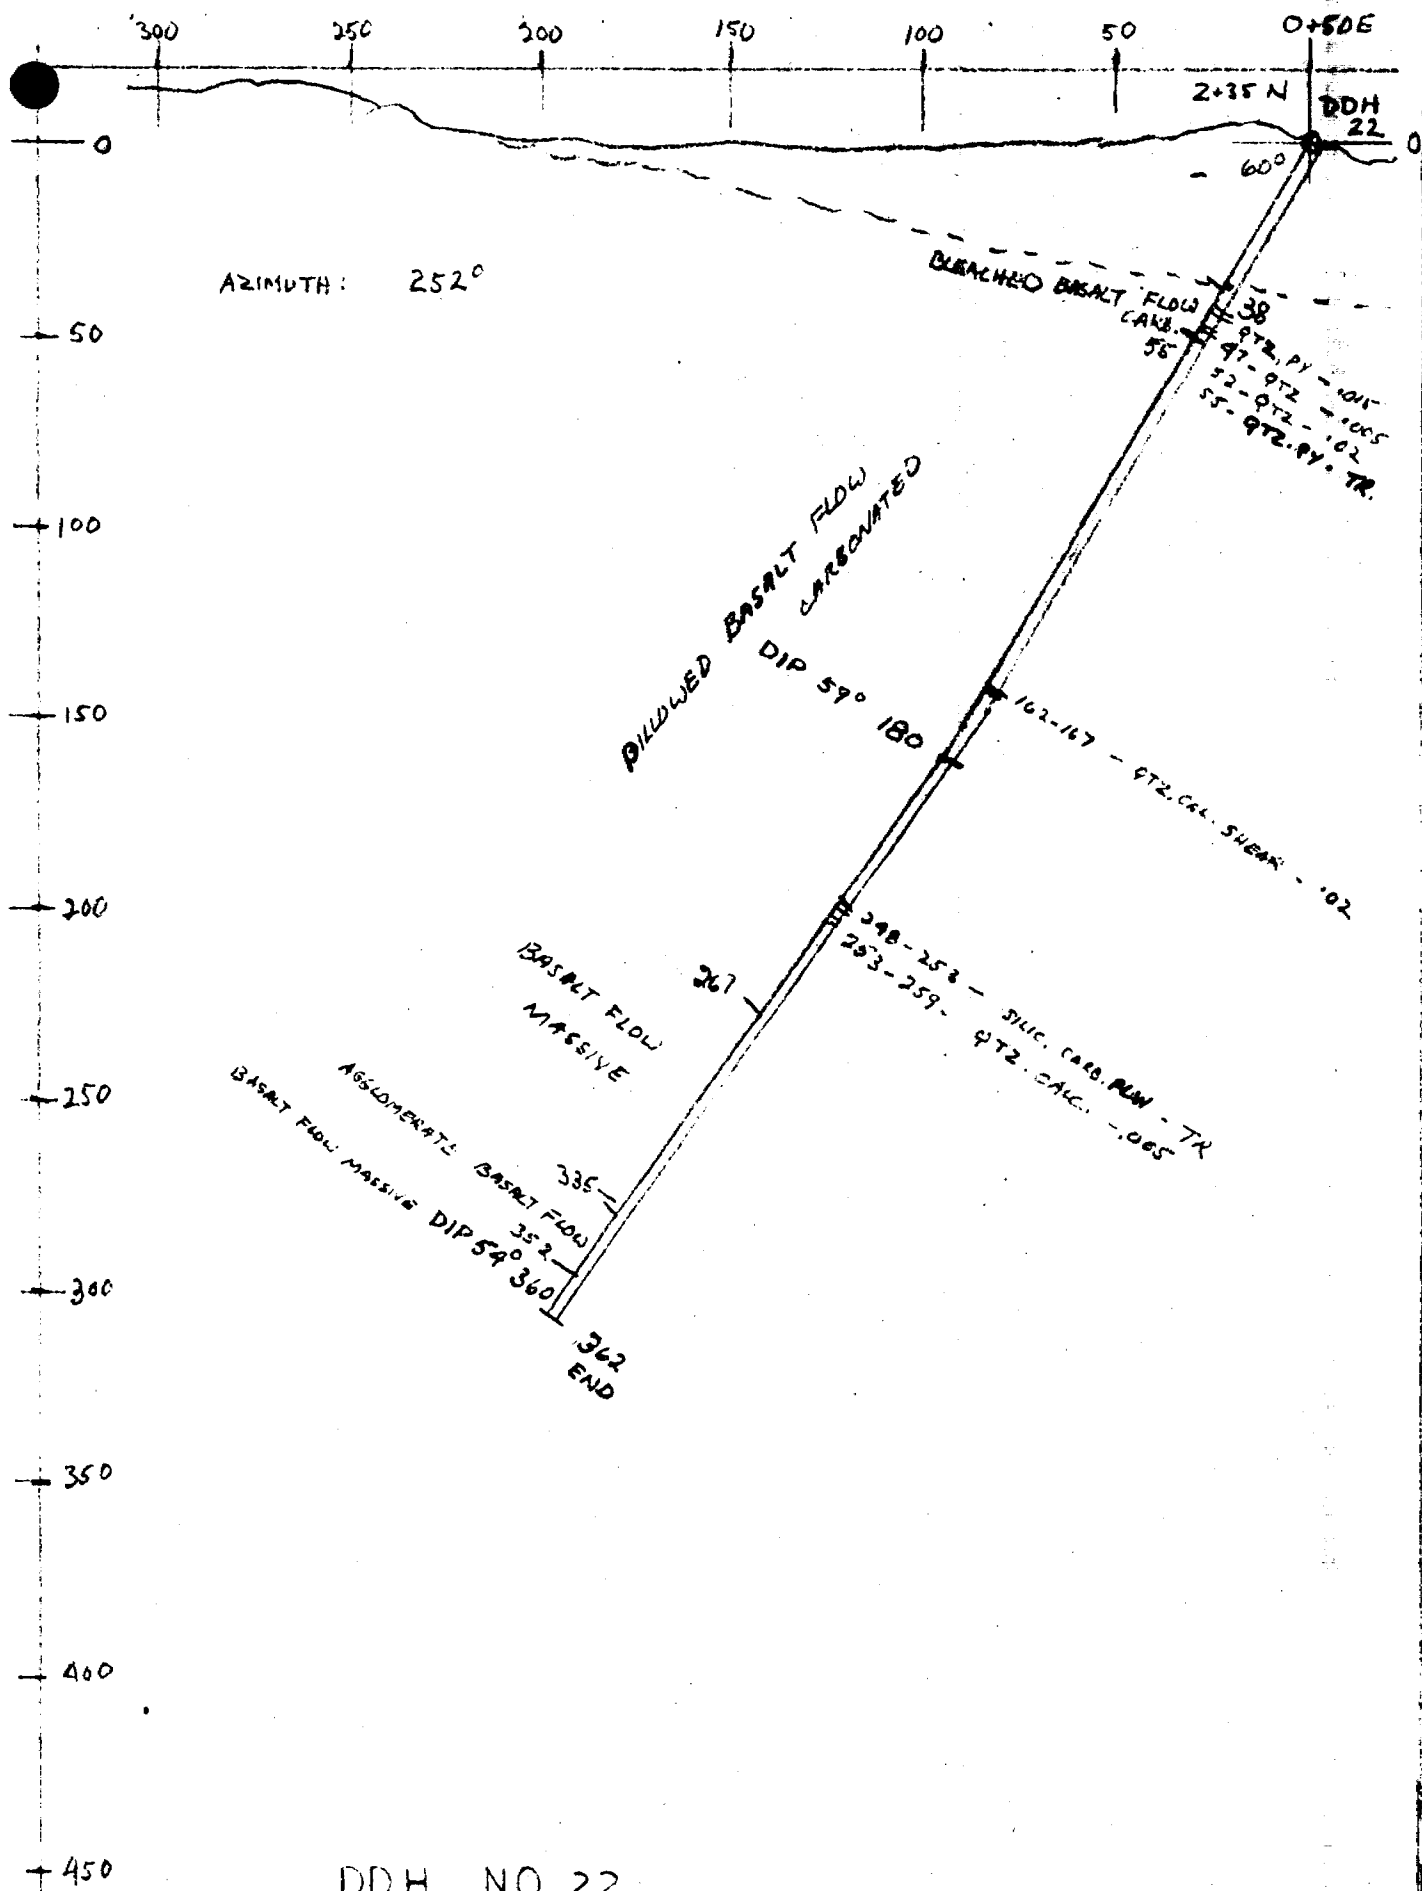 300 250 200 150 100 50 0+50E
2+35 N
DDH
22
0
0
60°
AZIMUTH: 252°
BLEACHED BASALT FLOW
CARB.
55
38
QTZ, PY - .015
47 - QTZ - .005
52 - QTZ - .02
55 - QTZ. PY - TR.
50
100
150
200
250
300
350
400
450
PILLOWED BASALT FLOW
CARBONATED
DIP 59° 180
162-167 - QTZ. CAL. SHEAR - .02
248-253 - SILIC. CARB. FLOW - TR
253-259 - QTZ. CALC. - .005
267
BASALT FLOW
MASSIVE
335
AGGLOMERATE BASALT FLOW
352
BASALT FLOW MASSIVE DIP 54° 360
362
END
DDH NO 22